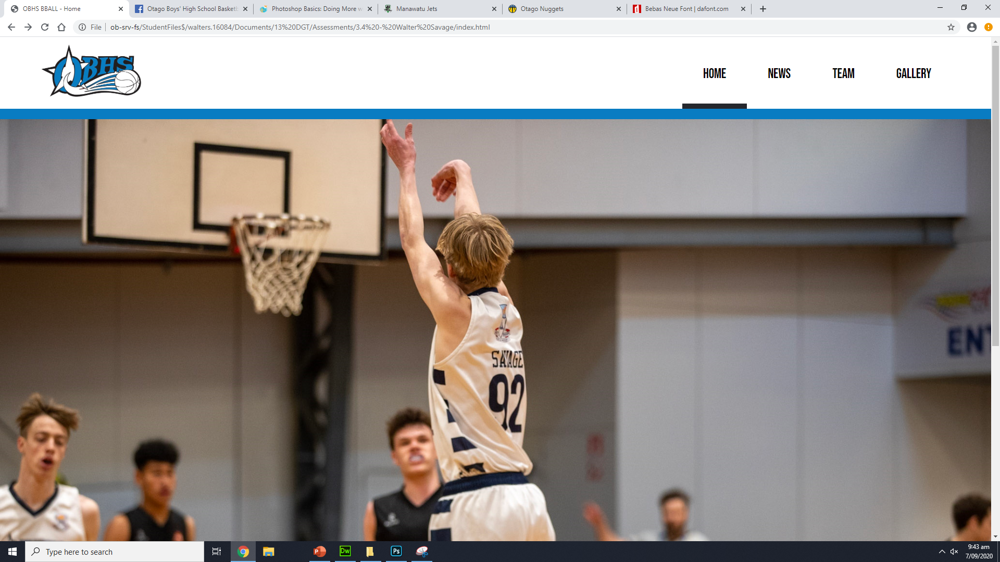 OBHS BBALL - Home
Otago Boys' High School Basketb
Photoshop Basics: Doing More w
Manawatu Jets
Otago Nuggets
Bebas Neue Font | dafont.com
File
ob-srv-fs/StudentFiles$/walters.16084/Documents/13%20DGT/Assessments/3.4%20-%20Walter%20Savage/index.html
OBHS
HOME
NEWS
TEAM
GALLERY
SAVAGE
92
ENT
Type here to search
Dw
Ps
9:43 am
7/09/2020